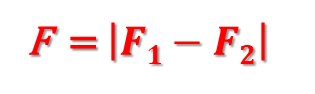 F = |F₁ − F₂|